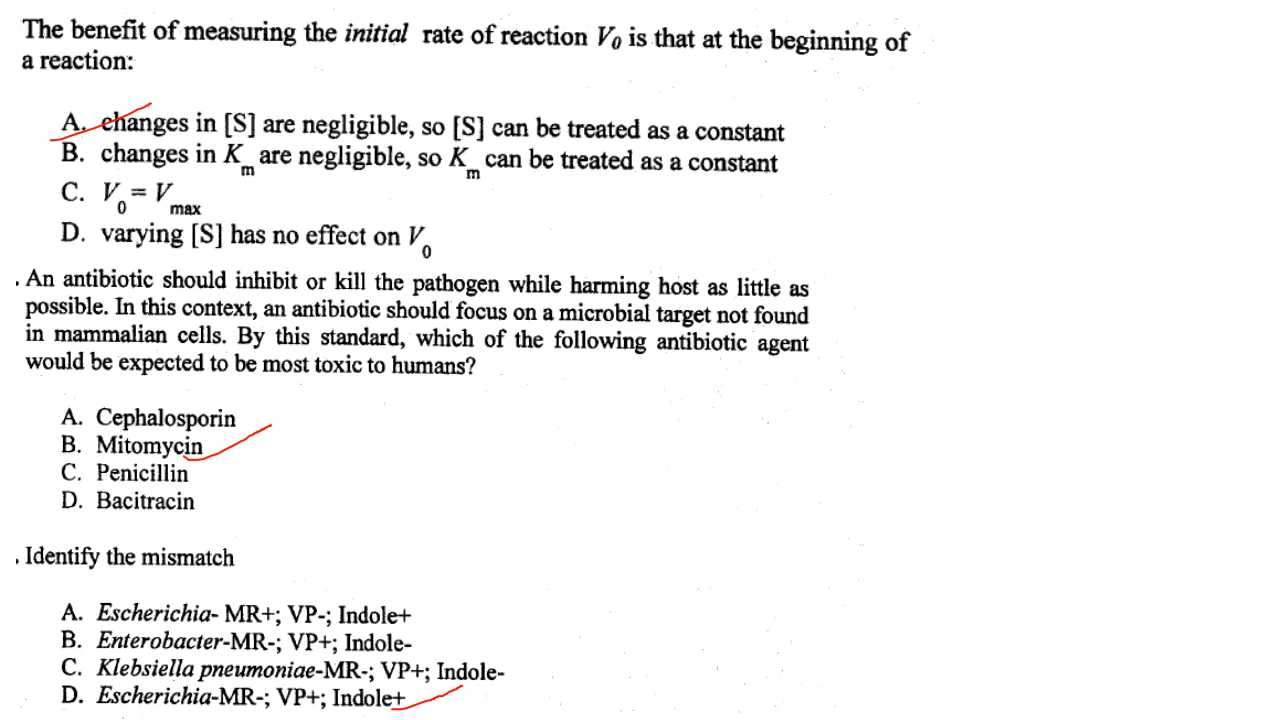 The benefit of measuring the initial rate of reaction V0 is that at the beginning of
a reaction:
A. changes in [S] are negligible, so [S] can be treated as a constant
B. changes in Km are negligible, so Km can be treated as a constant
C. V0 = Vmax
D. varying [S] has no effect on V0
. An antibiotic should inhibit or kill the pathogen while harming host as little as
possible. In this context, an antibiotic should focus on a microbial target not found
in mammalian cells. By this standard, which of the following antibiotic agent
would be expected to be most toxic to humans?
A. Cephalosporin
B. Mitomycin
C. Penicillin
D. Bacitracin
. Identify the mismatch
A. Escherichia- MR+; VP-; Indole+
B. Enterobacter-MR-; VP+; Indole-
C. Klebsiella pneumoniae-MR-; VP+; Indole-
D. Escherichia-MR-; VP+; Indole+